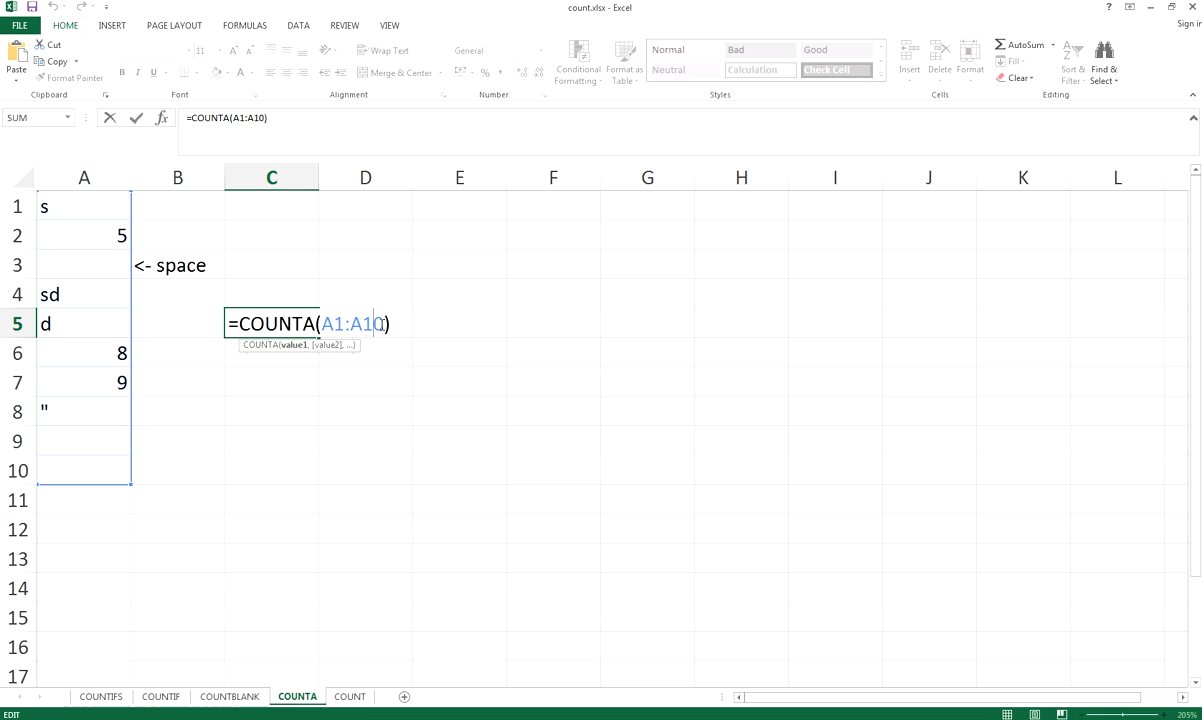 count.xlsx - Excel
?
Sign in
FILE HOME INSERT PAGE LAYOUT FORMULAS DATA REVIEW VIEW
Paste
Cut
Copy
Format Painter
Clipboard
11
A A
B I U
A
Font
Wrap Text
Merge & Center
Alignment
General
% ,
Number
Conditional
Formatting
Format as
Table
Normal Bad Good
Neutral Calculation Check Cell
Styles
Insert Delete Format
Cells
AutoSum
Fill
Clear
Sort &
Filter
Find &
Select
Editing
SUM fx =COUNTA(A1:A10)
A B C D E F G H I J K L
1 s
2 5
3 <- space
4 sd
5 d =COUNTA(A1:A10)
COUNTA(value1, [value2], ...)
6 8
7 9
8 "
9
10
11
12
13
14
15
16
17
COUNTIFS COUNTIF COUNTBLANK COUNTA COUNT
EDIT 205%